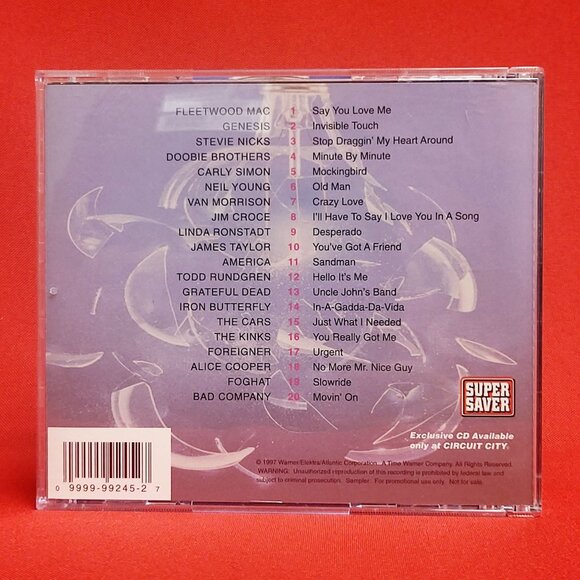 FLEETWOOD MAC 1 Say You Love Me
GENESIS 2 Invisible Touch
STEVIE NICKS 3 Stop Draggin' My Heart Around
DOOBIE BROTHERS 4 Minute By Minute
CARLY SIMON 5 Mockingbird
NEIL YOUNG 6 Old Man
VAN MORRISON 7 Crazy Love
JIM CROCE 8 I'll Have To Say I Love You In A Song
LINDA RONSTADT 9 Desperado
JAMES TAYLOR 10 You've Got A Friend
AMERICA 11 Sandman
TODD RUNDGREN 12 Hello It's Me
GRATEFUL DEAD 13 Uncle John's Band
IRON BUTTERFLY 14 In-A-Gadda-Da-Vida
THE CARS 15 Just What I Needed
THE KINKS 16 You Really Got Me
FOREIGNER 17 Urgent
ALICE COOPER 18 No More Mr. Nice Guy
FOGHAT 19 Slowride
BAD COMPANY 20 Movin' On
SUPER
SAVER
Exclusive CD Available
only at CIRCUIT CITY
© 1997 Warner/Elektra/Atlantic Corporation. A Time Warner Company. All Rights Reserved.
WARNING: Unauthorized reproduction of this recording is prohibited by federal law and
subject to criminal prosecution. Sampler: For promotional use only. Not for sale.
0 9999-99245-2 7